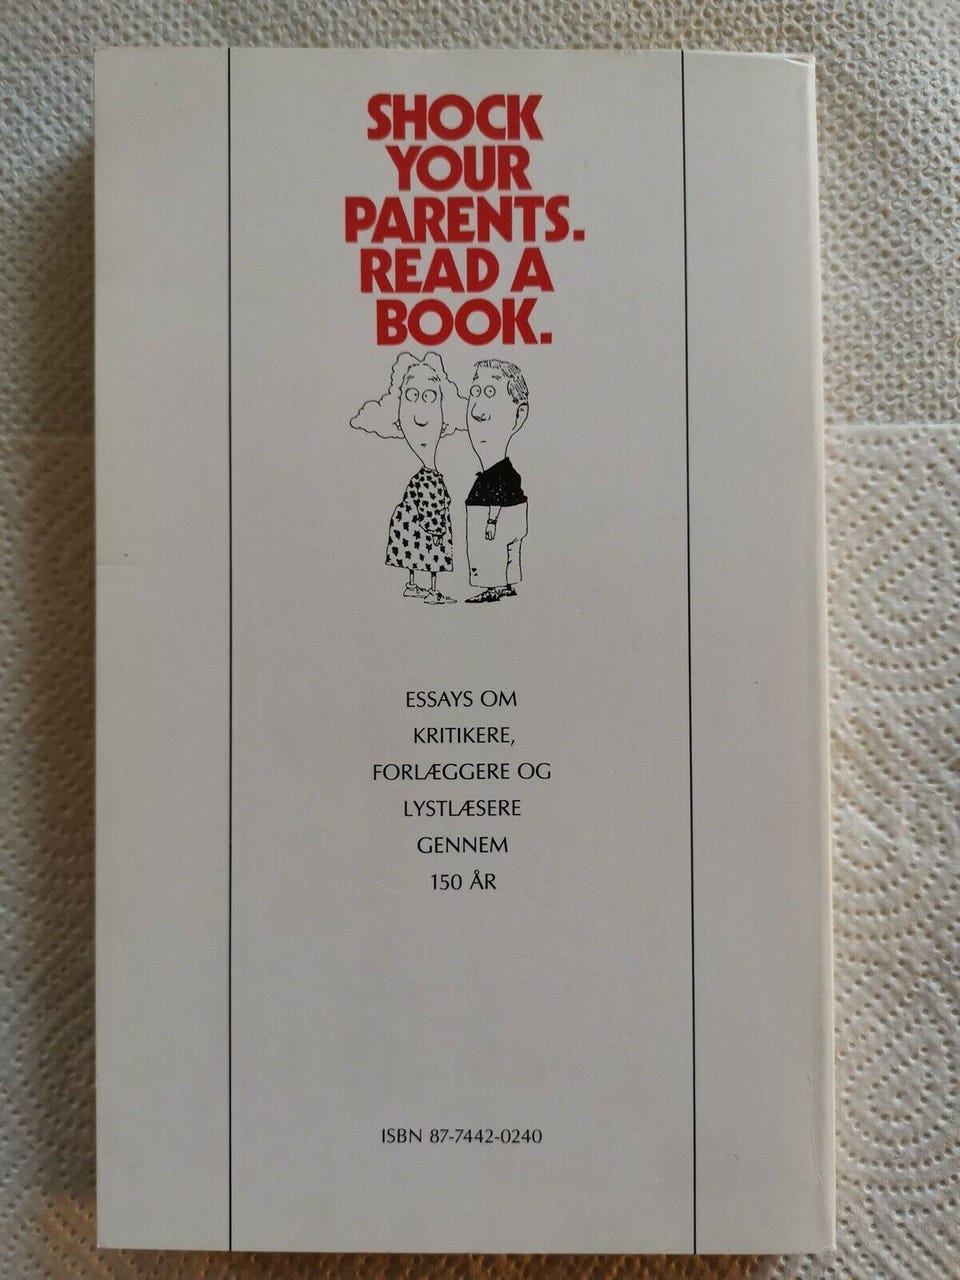 SHOCK
YOUR
PARENTS.
READ A
BOOK.
ESSAYS OM
KRITIKERE,
FORLÆGGERE OG
LYSTLÆSERE
GENNEM
150 ÅR
ISBN 87-7442-0240